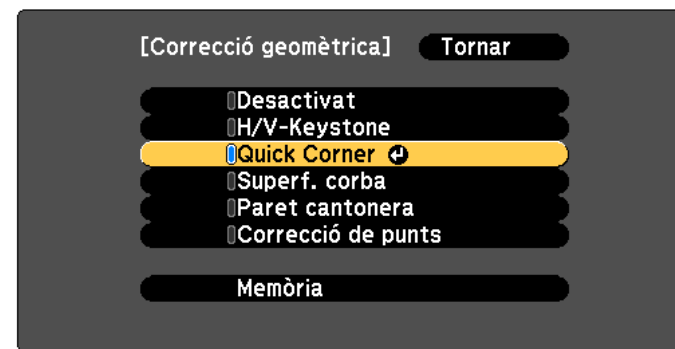 [Correcció geomètrica] Tornar
Desactivat
H/V-Keystone
Quick Corner
Superf. corba
Paret cantonera
Correcció de punts
Memòria